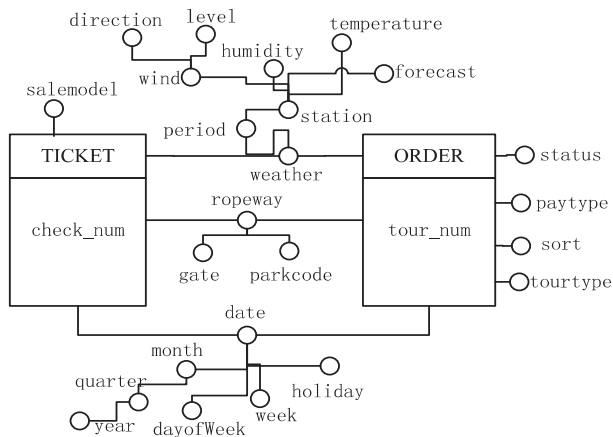 direction
level
temperature
humidity
wind
forecast
salemodel
station
period
TICKET
ORDER
status
weather
ropeway
paytype
check_num
tour_num
sort
gate
parkcode
tourtype
date
month
holiday
quarter
week
year
dayofWeek